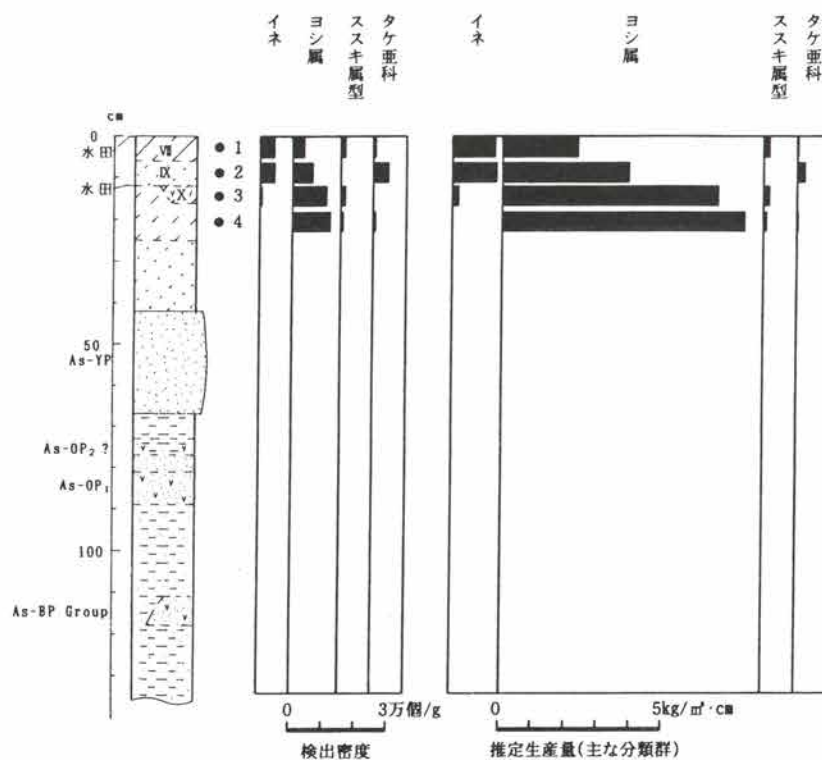 イネ
ヨシ属
ススキ属型
タケ亜科
イネ
ヨシ属
ススキ属型
タケ亜科
cm
0
水田
Ⅷ
1
Ⅸ
2
水田
Ⅹ
3
4
50
As-YP
As-OP₂ ?
As-OP₁
100
As-BP Group
0 3万個/g
検出密度
0 5kg/㎡·cm
推定生産量(主な分類群)